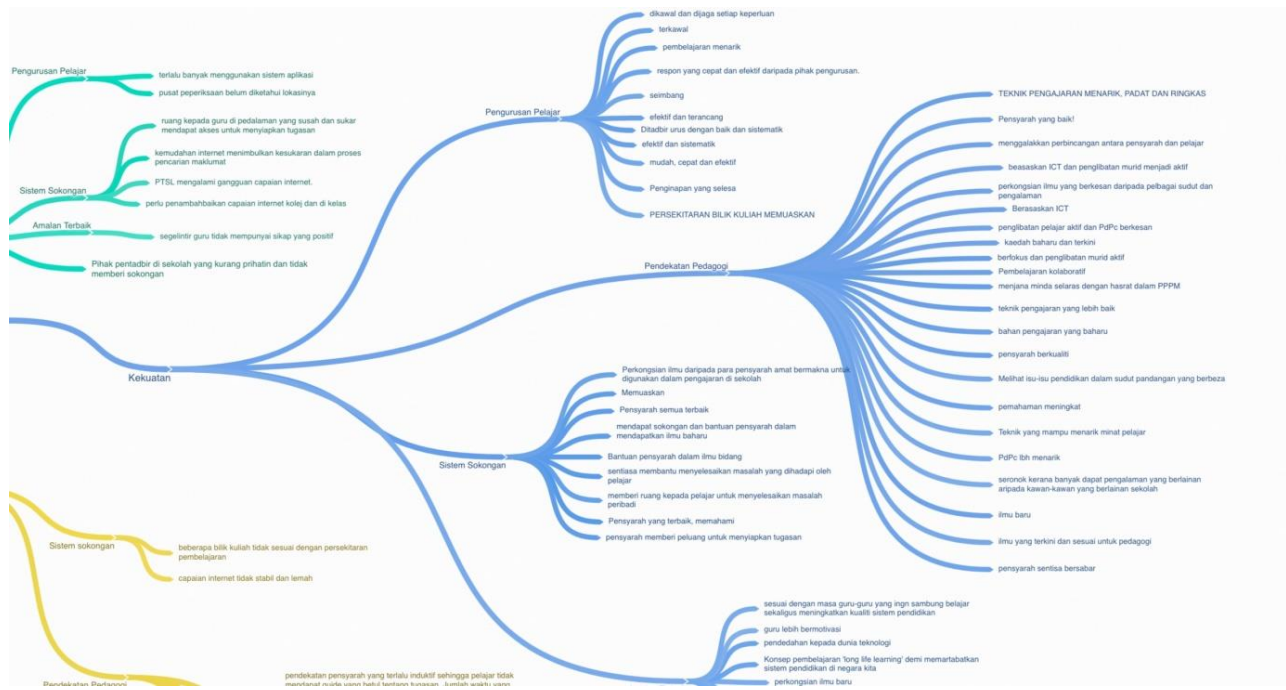 Pengurusan Pelajar
terlalu banyak menggunakan sistem aplikasi
pusat peperiksaan belum diketahui lokasinya
Sistem Sokongan
ruang kepada guru di pedalaman yang susah dan sukar
mendapat akses untuk menyiapkan tugasan
kemudahan internet menimbulkan kesukaran dalam proses
pencarian maklumat
PTSL mengalami gangguan capaian internet.
perlu penambahbaikan capaian internet kolej dan di kelas
Amalan Terbaik
segelintir guru tidak mempunyai sikap yang positif
Pihak pentadbir di sekolah yang kurang prihatin dan tidak
memberi sokongan
Kekuatan
Pengurusan Pelajar
dikawal dan dijaga setiap keperluan
terkawal
pembelajaran menarik
respon yang cepat dan efektif daripada pihak pengurusan.
seimbang
efektif dan terancang
Ditadbir urus dengan baik dan sistematik
efektif dan sistematik
mudah, cepat dan efektif
Penginapan yang selesa
PERSEKITARAN BILIK KULIAH MEMUASKAN
Pendekatan Pedagogi
TEKNIK PENGAJARAN MENARIK, PADAT DAN RINGKAS
Pensyarah yang baik!
menggalakkan perbincangan antara pensyarah dan pelajar
beasaskan ICT dan penglibatan murid menjadi aktif
perkongsian ilmu yang berkesan daripada pelbagai sudut dan
pengalaman
Berasaskan ICT
penglibatan pelajar aktif dan PdPc berkesan
kaedah baharu dan terkini
berfokus dan penglibatan murid aktif
Pembelajaran kolaboratif
menjana minda selaras dengan hasrat dalam PPPM
teknik pengajaran yang lebih baik
bahan pengajaran yang baharu
pensyarah berkualiti
Melihat isu-isu pendidikan dalam sudut pandangan yang berbeza
pemahaman meningkat
Teknik yang mampu menarik minat pelajar
PdPc lbh menarik
seronok kerana banyak dapat pengalaman yang berlainan
aripada kawan-kawan yang berlainan sekolah
ilmu baru
ilmu yang terkini dan sesuai untuk pedagogi
pensyarah sentisa bersabar
Sistem Sokongan
Perkongsian ilmu daripada para pensyarah amat bermakna untuk
digunakan dalam pengajaran di sekolah
Memuaskan
Pensyarah semua terbaik
mendapat sokongan dan bantuan pensyarah dalam
mendapatkan ilmu baharu
Bantuan pensyarah dalam ilmu bidang
sentiasa membantu menyelesaikan masalah yang dihadapi oleh
pelajar
memberi ruang kepada pelajar untuk menyelesaikan masalah
peribadi
Pensyarah yang terbaik, memahami
pensyarah memberi peluang untuk menyiapkan tugasan
sesuai dengan masa guru-guru yang ingn sambung belajar
sekaligus meningkatkan kualiti sistem pendidikan
guru lebih bermotivasi
pendedahan kepada dunia teknologi
Konsep pembelajaran 'long life learning' demi memartabatkan
sistem pendidikan di negara kita
perkongsian ilmu baru
Sistem sokongan
beberapa bilik kuliah tidak sesuai dengan persekitaran
pembelajaran
capaian internet tidak stabil dan lemah
Pendekatan Pedagogi
pendekatan pensyarah yang terlalu induktif sehingga pelajar tidak
mendapat guide yang betul tentang tugasan. Jumlah waktu yang